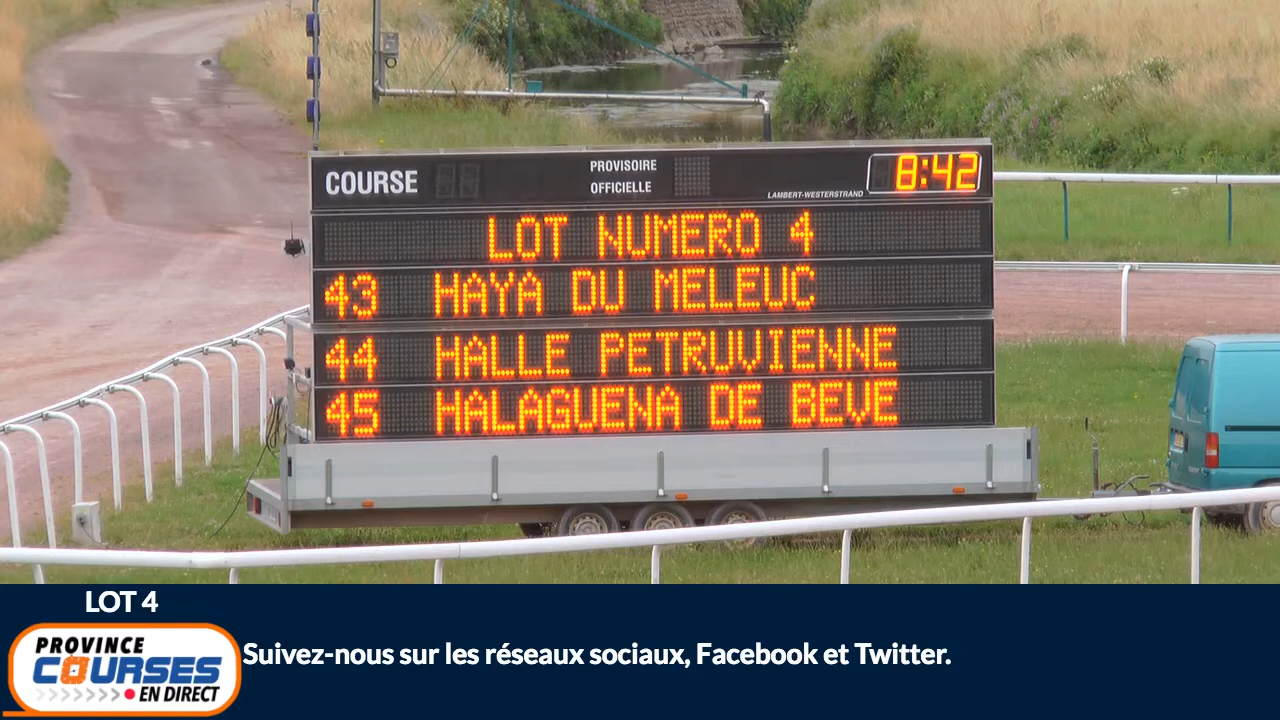 COURSE
PROVISOIRE
OFFICIELLE
8:42
LAMBERT-WESTERSTRAND
LOT NUMERO 4
43 HAYA DU MELEUC
44 HALLE PETRUVIENNE
45 HALAGUENA DE BEVE
LOT 4
PROVINCE
COURSES
EN DIRECT
Suivez-nous sur les réseaux sociaux, Facebook et Twitter.